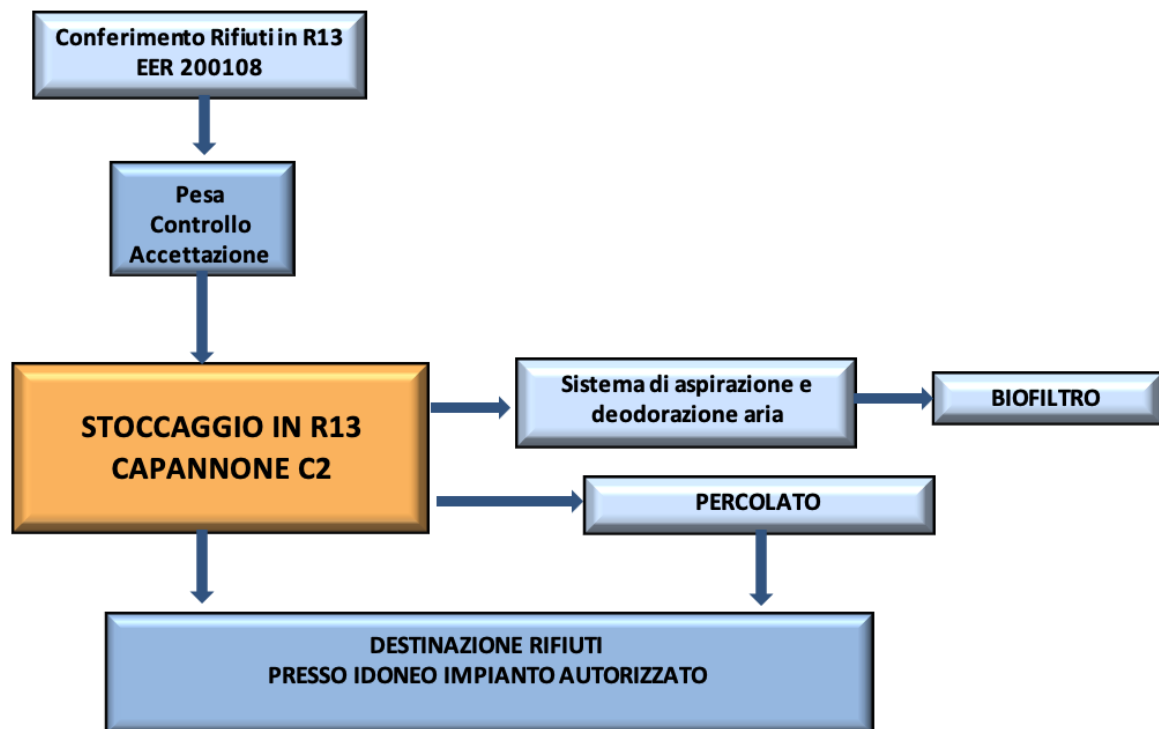 Conferimento Rifiuti in R13
EER 200108
Pesa
Controllo
Accettazione
STOCCAGGIO IN R13
CAPANNONE C2
Sistema di aspirazione e
deodorazione aria
BIOFILTRO
PERCOLATO
DESTINAZIONE RIFIUTI
PRESSO IDONEO IMPIANTO AUTORIZZATO